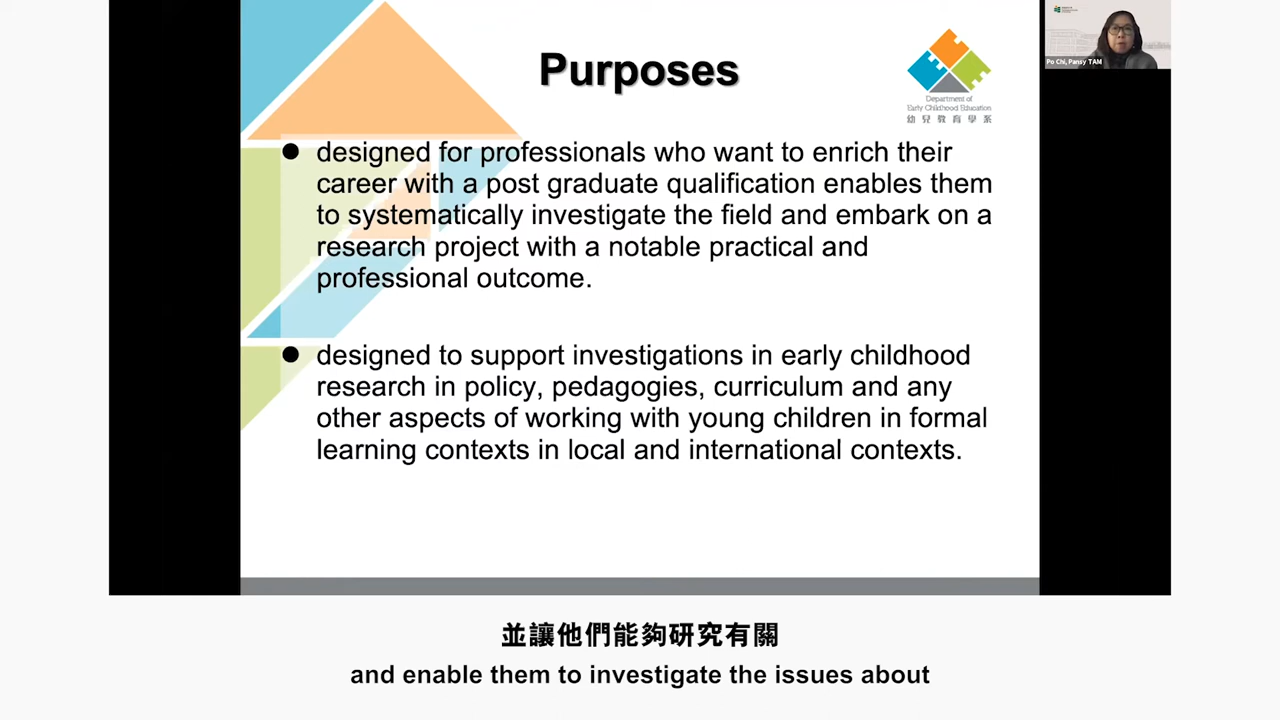 Purposes
Department of
Early Childhood Education
幼兒教育學系
Po Chi, Pansy TAM
designed for professionals who want to enrich their
career with a post graduate qualification enables them
to systematically investigate the field and embark on a
research project with a notable practical and
professional outcome.
designed to support investigations in early childhood
research in policy, pedagogies, curriculum and any
other aspects of working with young children in formal
learning contexts in local and international contexts.
並讓他們能夠研究有關
and enable them to investigate the issues about